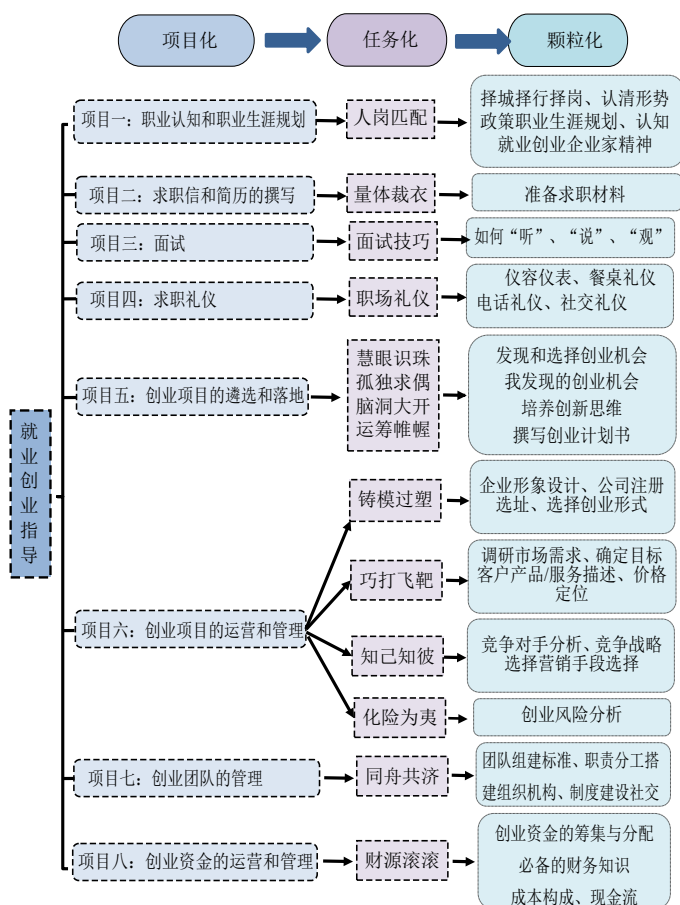 项目化
任务化
颗粒化
就业创业指导
项目一：职业认知和职业生涯规划
人岗匹配
择城择行择岗、认清形势
政策职业生涯规划、认知
就业创业企业家精神
项目二：求职信和简历的撰写
量体裁衣
准备求职材料
项目三：面试
面试技巧
如何“听”、“说”、“观”
项目四：求职礼仪
职场礼仪
仪容仪表、餐桌礼仪
电话礼仪、社交礼仪
项目五：创业项目的遴选和落地
慧眼识珠
孤独求偶
脑洞大开
运筹帷幄
发现和选择创业机会
我发现的创业机会
培养创新思维
撰写创业计划书
项目六：创业项目的运营和管理
铸模过塑
企业形象设计、公司注册
选址、选择创业形式
巧打飞靶
调研市场需求、确定目标
客户产品/服务描述、价格
定位
知己知彼
竞争对手分析、竞争战略
选择营销手段选择
化险为夷
创业风险分析
项目七：创业团队的管理
同舟共济
团队组建标准、职责分工搭
建组织机构、制度建设社交
项目八：创业资金的运营和管理
财源滚滚
创业资金的筹集与分配
必备的财务知识
成本构成、现金流